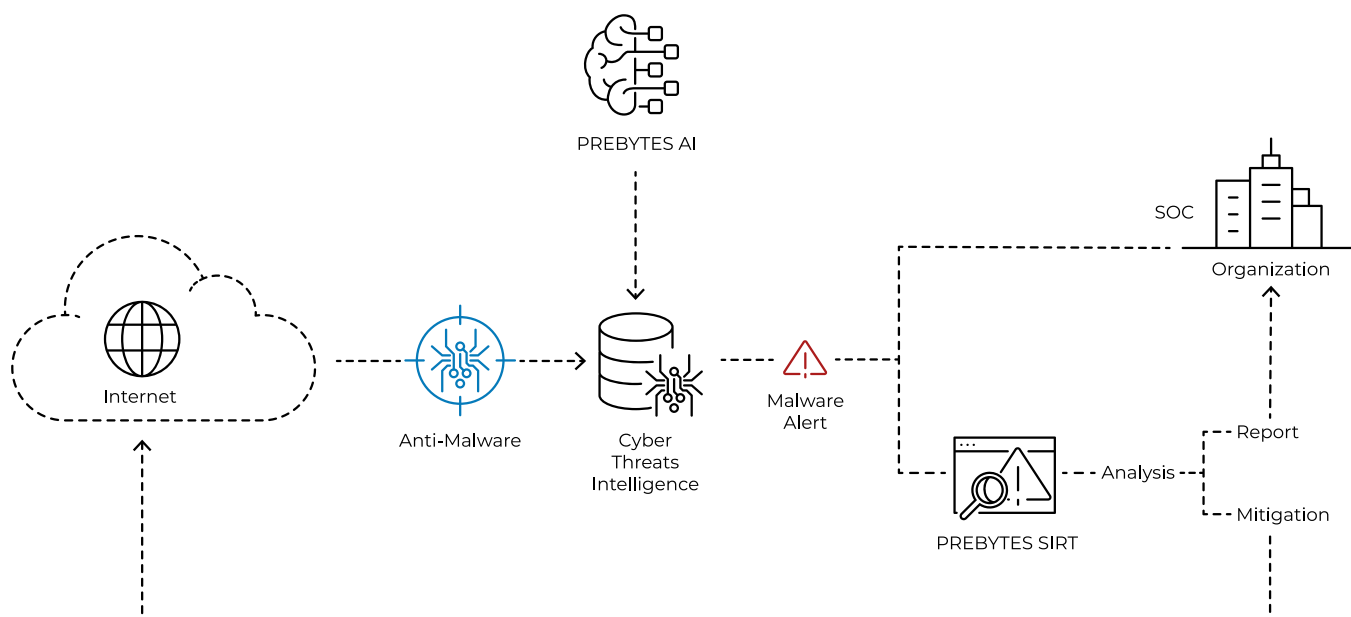 PREBYTES AI
SOC
Organization
Internet
Anti-Malware
Cyber
Threats
Intelligence
Malware
Alert
PREBYTES SIRT
Analysis
Report
Mitigation